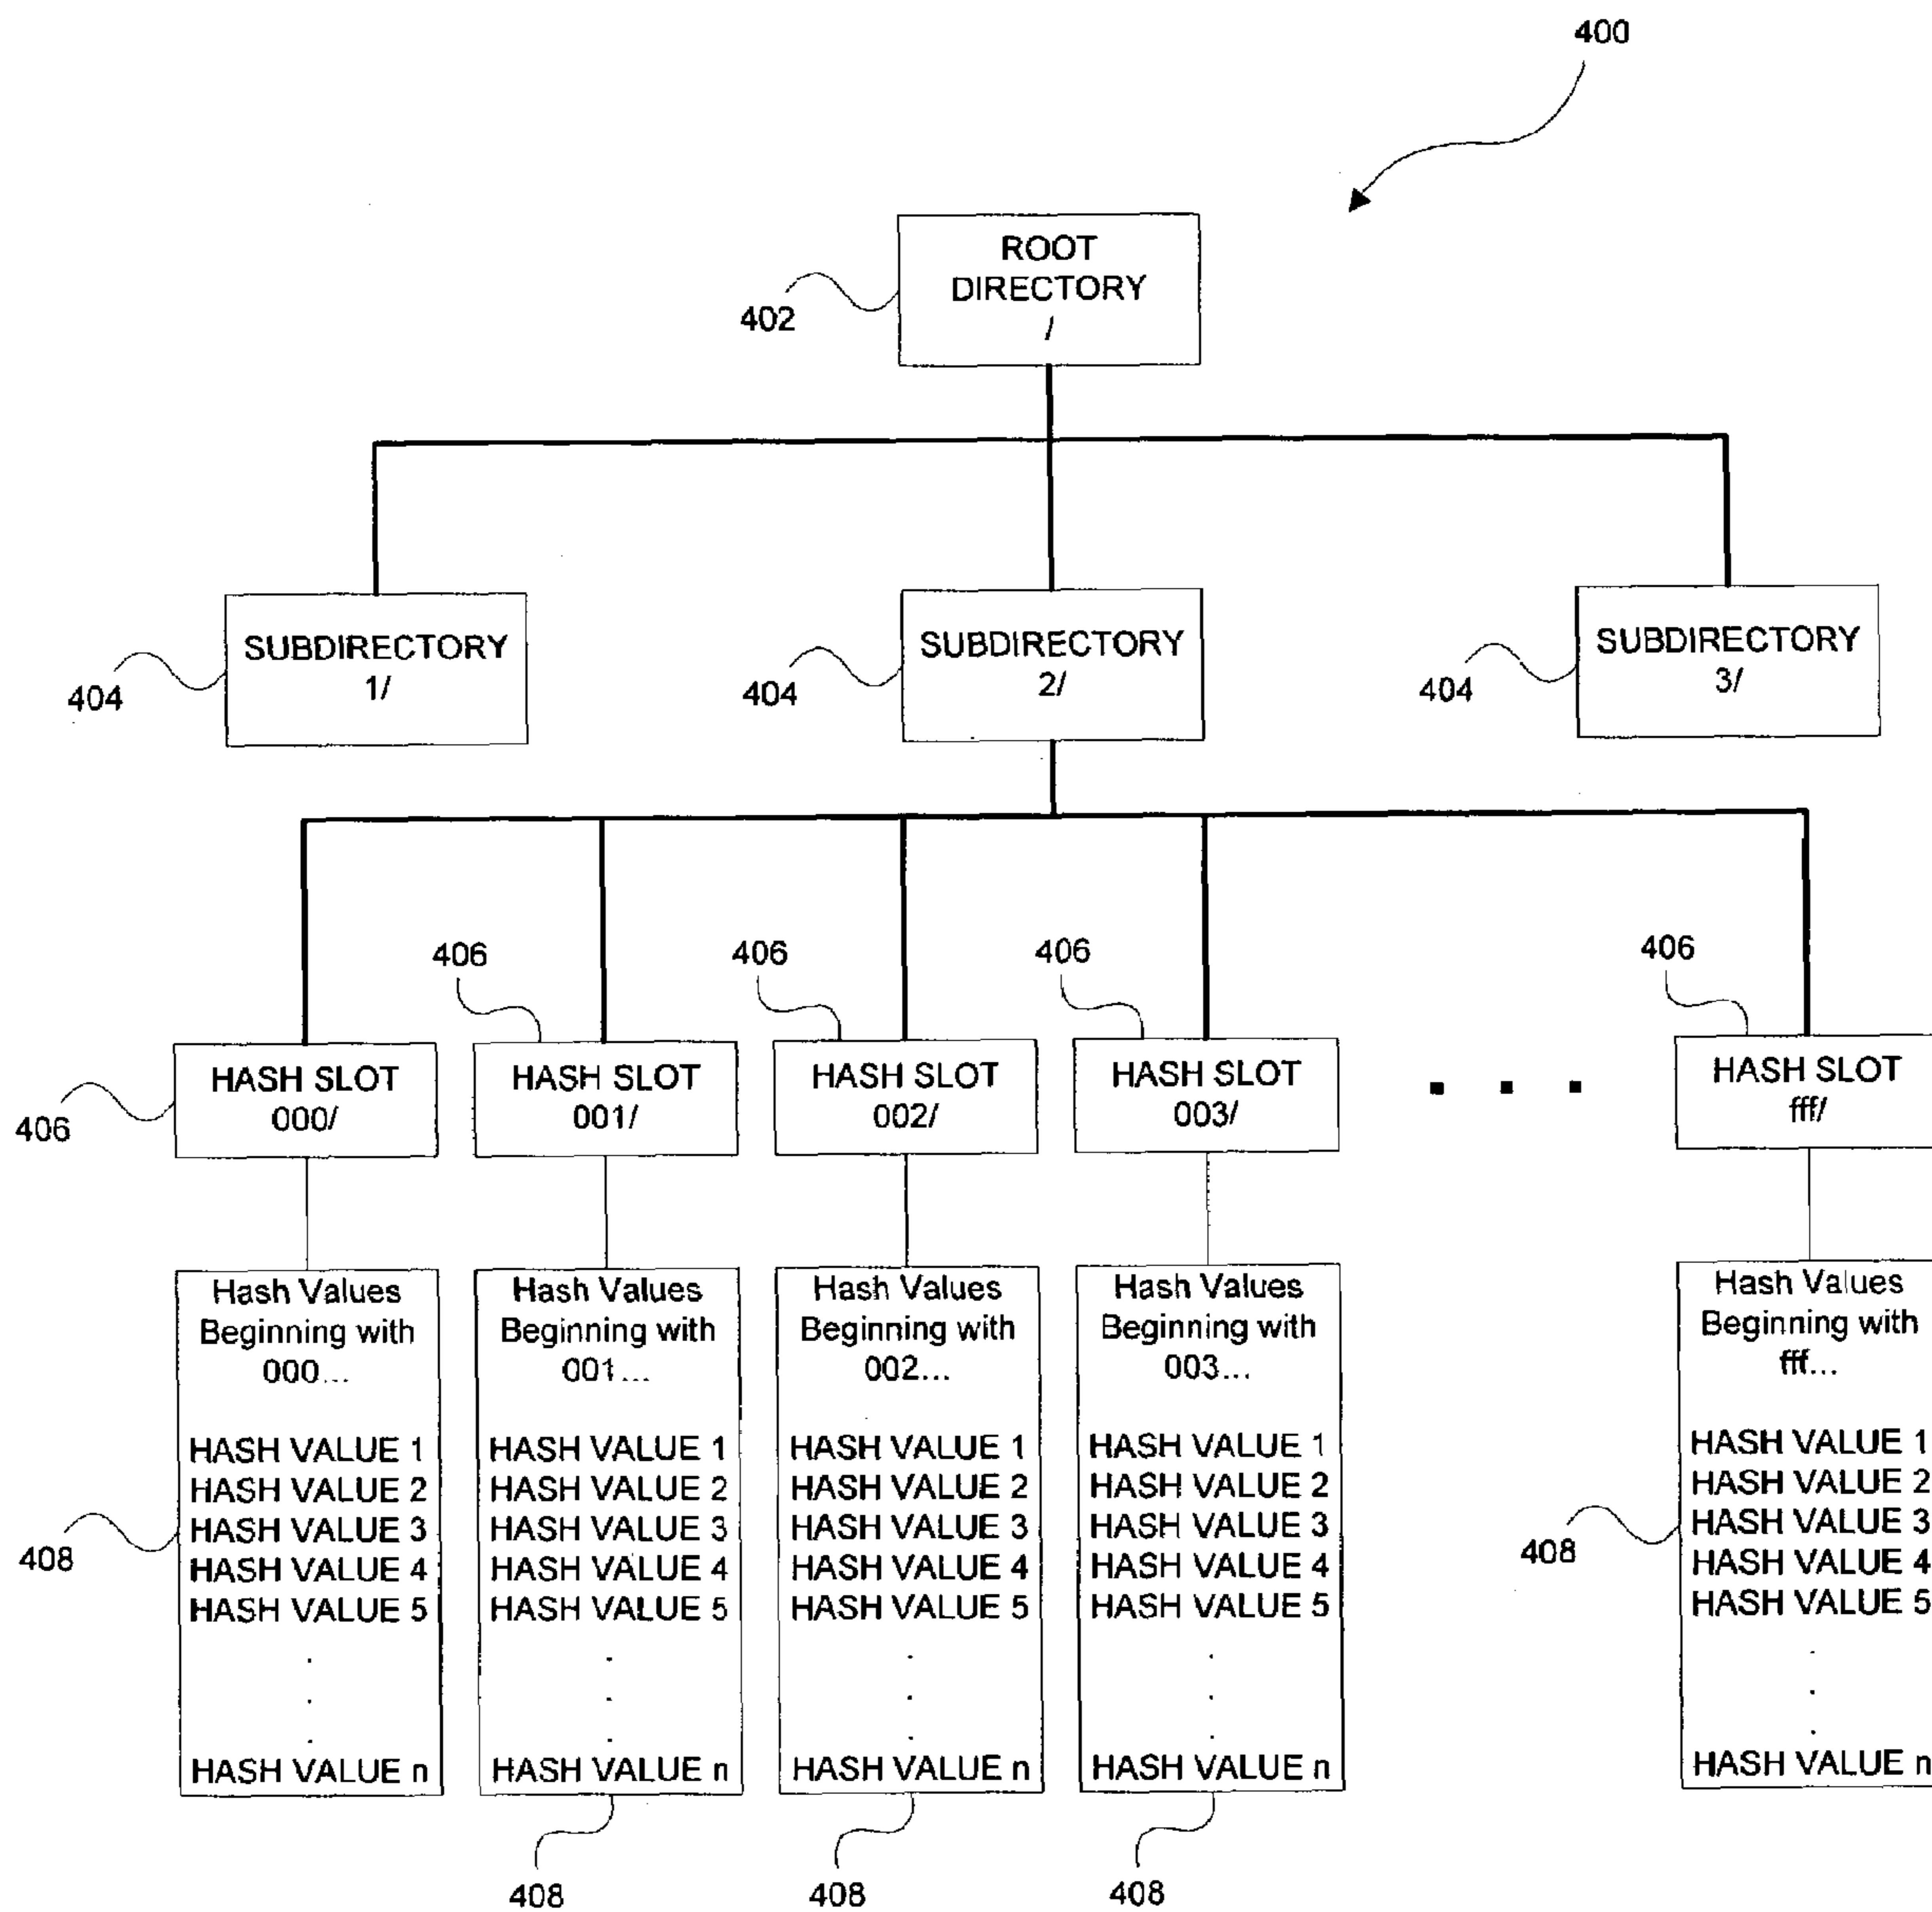 400
ROOT
DIRECTORY
/
402
SUBDIRECTORY
1/
404
SUBDIRECTORY
2/
404
SUBDIRECTORY
3/
404
406
406
406
406
HASH SLOT
000/
406
HASH SLOT
001/
HASH SLOT
002/
HASH SLOT
003/
. . .
HASH SLOT
fff/
Hash Values
Beginning with
000...
HASH VALUE 1
HASH VALUE 2
HASH VALUE 3
HASH VALUE 4
HASH VALUE 5
.
.
.
HASH VALUE n
408
Hash Values
Beginning with
001...
HASH VALUE 1
HASH VALUE 2
HASH VALUE 3
HASH VALUE 4
HASH VALUE 5
.
.
.
HASH VALUE n
408
Hash Values
Beginning with
002...
HASH VALUE 1
HASH VALUE 2
HASH VALUE 3
HASH VALUE 4
HASH VALUE 5
.
.
.
HASH VALUE n
408
Hash Values
Beginning with
003...
HASH VALUE 1
HASH VALUE 2
HASH VALUE 3
HASH VALUE 4
HASH VALUE 5
.
.
.
HASH VALUE n
408
Hash Values
Beginning with
fff...
HASH VALUE 1
HASH VALUE 2
HASH VALUE 3
HASH VALUE 4
HASH VALUE 5
.
.
.
HASH VALUE n
408